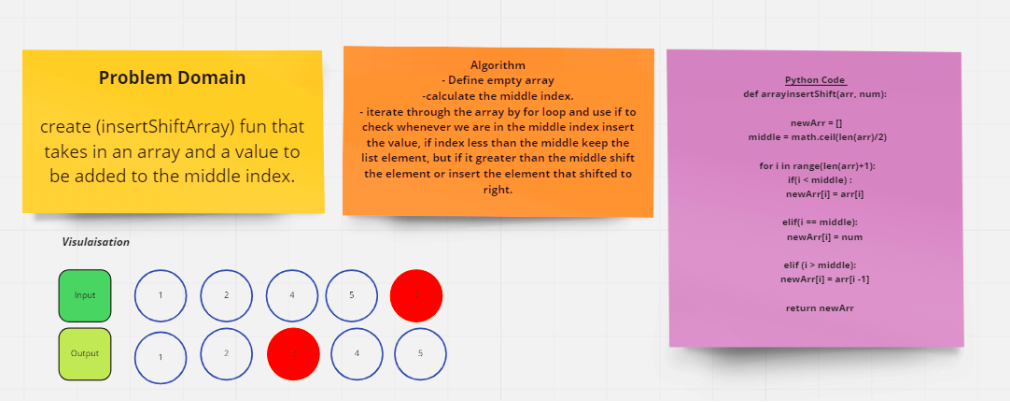 Problem Domain
create (insertShiftArray) fun that
takes in an array and a value to
be added to the middle index.
Algorithm
- Define empty array
-calculate the middle index.
- iterate through the array by for loop and use if to
check whenever we are in the middle index insert
the value, if index less than the middle keep the
list element, but if it greater than the middle shift
the element or insert the element that shifted to
right.
Python Code
def arrayinsertShift(arr, num):
newArr = []
middle = math.ceil(len(arr)/2)
for i in range(len(arr)+1):
if(i < middle) :
newArr[i] = arr[i]
elif(i == middle):
newArr[i] = num
elif (i > middle):
newArr[i] = arr[i -1]
return newArr
Visulaisation
Input
1
2
4
5
Output
1
2
4
5